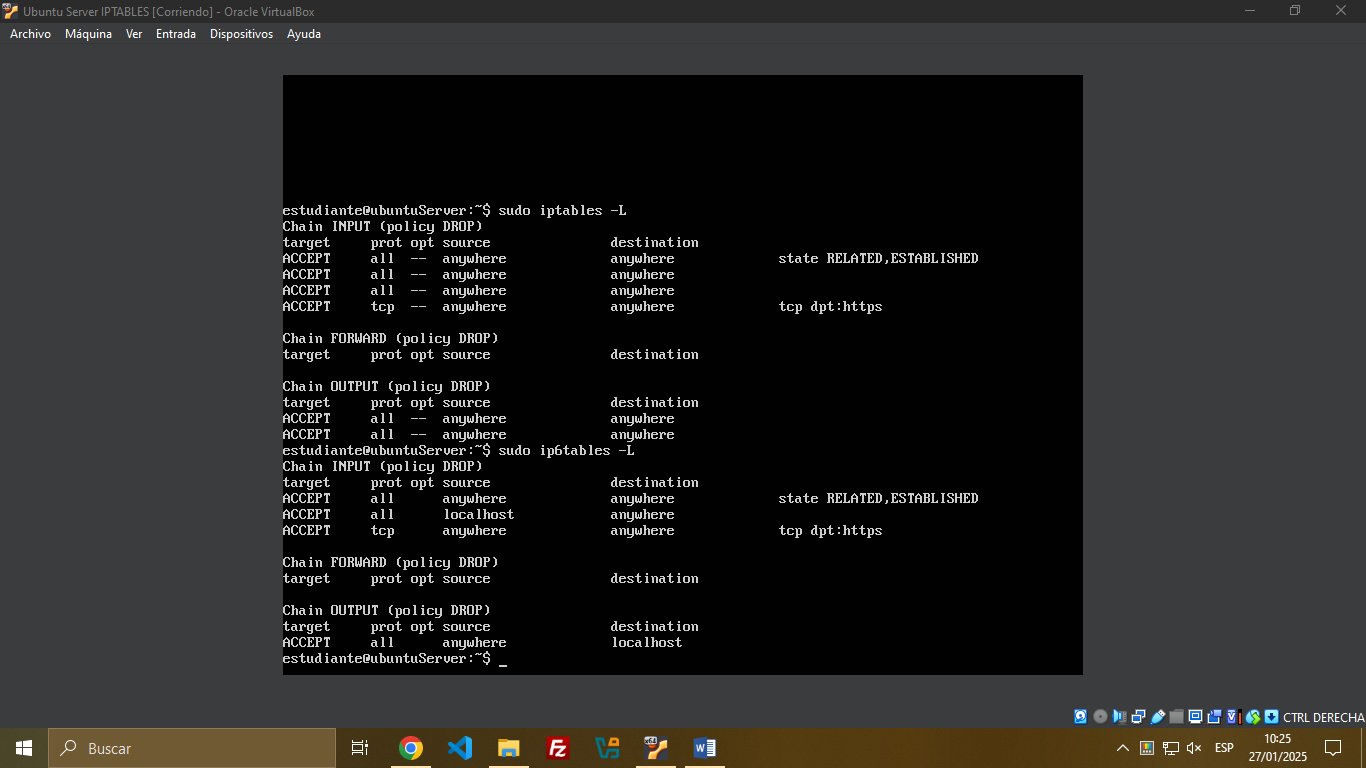 Ubuntu Server IPTABLES [Corriendo] - Oracle VirtualBox
Archivo Máquina Ver Entrada Dispositivos Ayuda
estudiante@ubuntuServer:~$ sudo iptables -L
Chain INPUT (policy DROP)
target     prot opt source               destination
ACCEPT     all  --  anywhere             anywhere             state RELATED,ESTABLISHED
ACCEPT     all  --  anywhere             anywhere
ACCEPT     all  --  anywhere             anywhere
ACCEPT     tcp  --  anywhere             anywhere             tcp dpt:https
Chain FORWARD (policy DROP)
target     prot opt source               destination
Chain OUTPUT (policy DROP)
target     prot opt source               destination
ACCEPT     all  --  anywhere             anywhere
ACCEPT     all  --  anywhere             anywhere
estudiante@ubuntuServer:~$ sudo ip6tables -L
Chain INPUT (policy DROP)
target     prot opt source               destination
ACCEPT     all      anywhere             anywhere             state RELATED,ESTABLISHED
ACCEPT     all      localhost            anywhere
ACCEPT     tcp      anywhere             anywhere             tcp dpt:https
Chain FORWARD (policy DROP)
target     prot opt source               destination
Chain OUTPUT (policy DROP)
target     prot opt source               destination
ACCEPT     all      anywhere             localhost
estudiante@ubuntuServer:~$ _
CTRL DERECHA
Buscar
ESP
10:25
27/01/2025